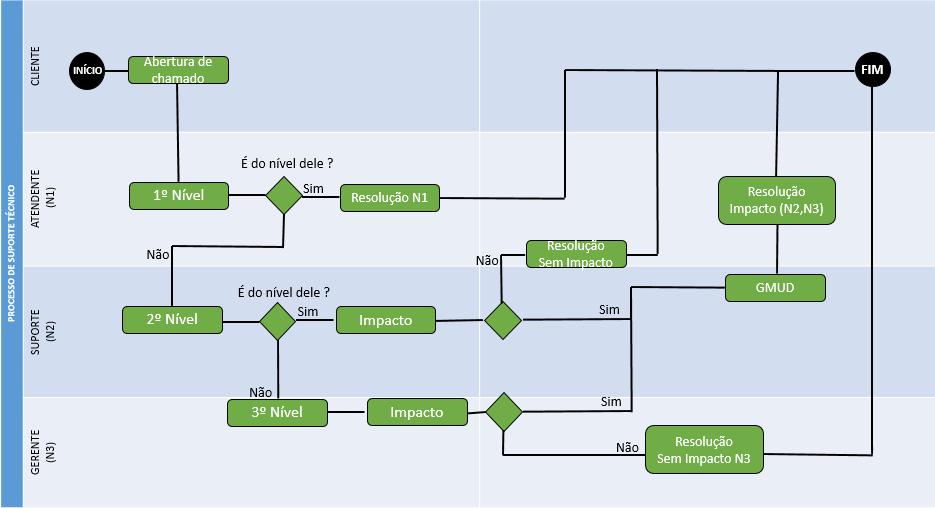 PROCESSO DE SUPORTE TÉCNICO
CLIENTE
INÍCIO
Abertura de
chamado
FIM
ATENDENTE
(N1)
É do nível dele ?
1º Nível
Sim
Resolução N1
Resolução
Impacto (N2,N3)
Não
Não
Resolução
Sem Impacto
SUPORTE
(N2)
É do nível dele ?
GMUD
2º Nível
Sim
Impacto
Sim
Não
GERENTE
(N3)
3º Nível
Impacto
Sim
Não
Resolução
Sem Impacto N3